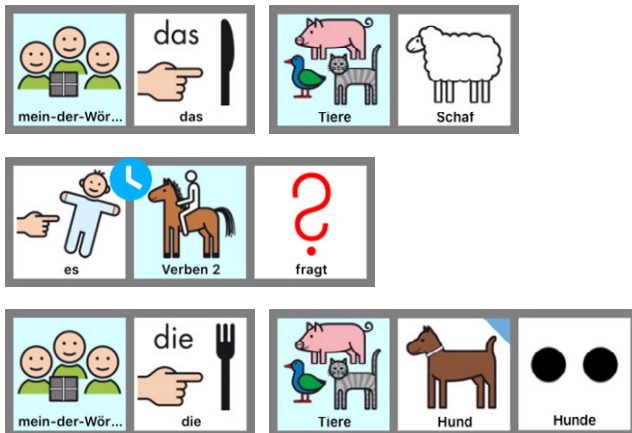 das
mein-der-Wör... das Tiere Schaf
es Verben 2 fragt
die
mein-der-Wör... die Tiere Hund Hunde